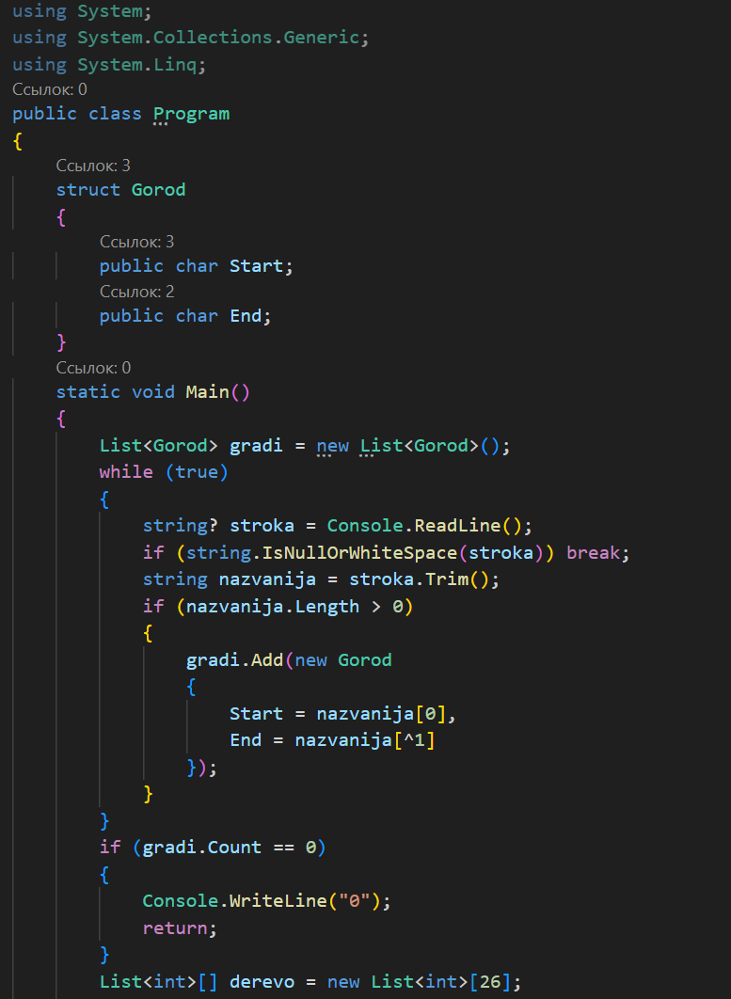 using System;
using System.Collections.Generic;
using System.Linq;
Ссылок: 0
public class Program
{
Ссылок: 3
struct Gorod
{
Ссылок: 3
public char Start;
Ссылок: 2
public char End;
}
Ссылок: 0
static void Main()
{
List<Gorod> gradi = new List<Gorod>();
while (true)
{
string? stroka = Console.ReadLine();
if (string.IsNullOrWhiteSpace(stroka)) break;
string nazvanija = stroka.Trim();
if (nazvanija.Length > 0)
{
gradi.Add(new Gorod
{
Start = nazvanija[0],
End = nazvanija[^1]
});
}
}
if (gradi.Count == 0)
{
Console.WriteLine("0");
return;
}
List<int>[] derevo = new List<int>[26];